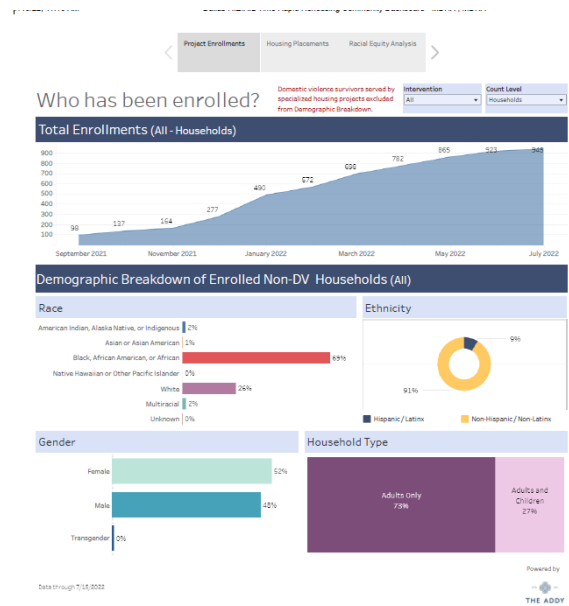 Project Enrollments
Housing Placements
Racial Equity Analysis
Who has been enrolled?
Domestic violence survivors served by
specialized housing projects excluded
from Demographic Breakdown.
Intervention
All
Count Level
Households
Total Enrollments (All - Households)
900
800
700
600
500
400
300
200
100
98
137
164
277
490
572
698
782
865
923
948
September 2021
November 2021
January 2022
March 2022
May 2022
July 2022
Demographic Breakdown of Enrolled Non-DV Households (All)
Race
American Indian, Alaska Native, or Indigenous 2%
Asian or Asian American 1%
Black, African American, or African 69%
Native Hawaiian or Other Pacific Islander 0%
White 26%
Multiracial 2%
Unknown 0%
Ethnicity
9%
91%
Hispanic / Latinx
Non-Hispanic / Non-Latinx
Gender
Female 52%
Male 48%
Transgender 0%
Household Type
Adults Only
73%
Adults and
Children
27%
Powered by
THE ADDY
Data through 7/18/2022